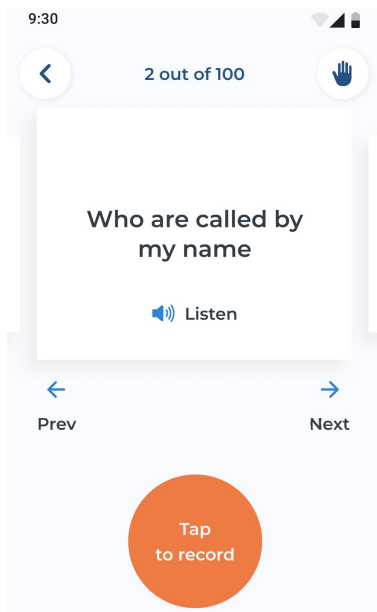 9:30
2 out of 100
Who are called by
my name
Listen
Prev
Next
Tap
to record